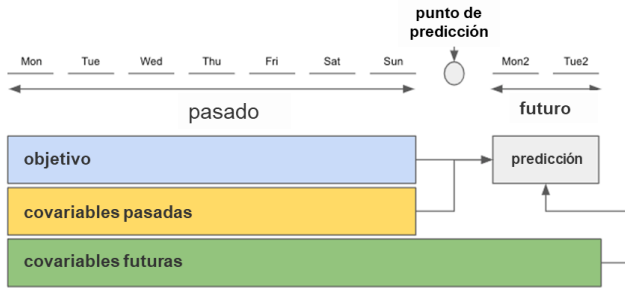 punto de
predicción
Mon Tue Wed Thu Fri Sat Sun Mon2 Tue2
pasado
futuro
objetivo
predicción
covariables pasadas
covariables futuras